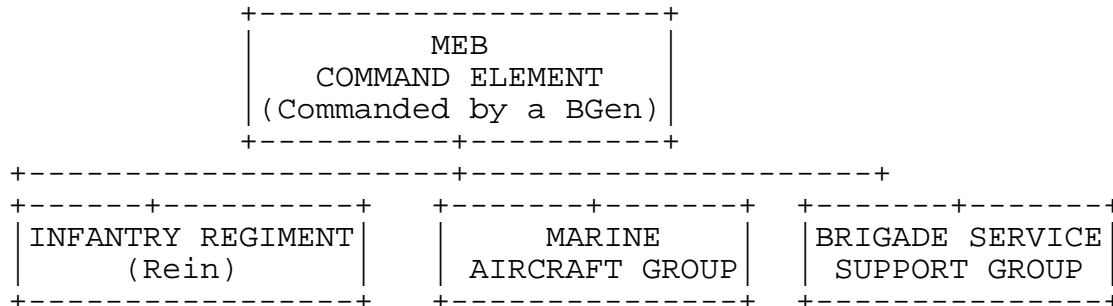 MEB
COMMAND ELEMENT
(Commanded by a BGen)
INFANTRY REGIMENT
(Rein)
MARINE
AIRCRAFT GROUP
BRIGADE SERVICE
SUPPORT GROUP